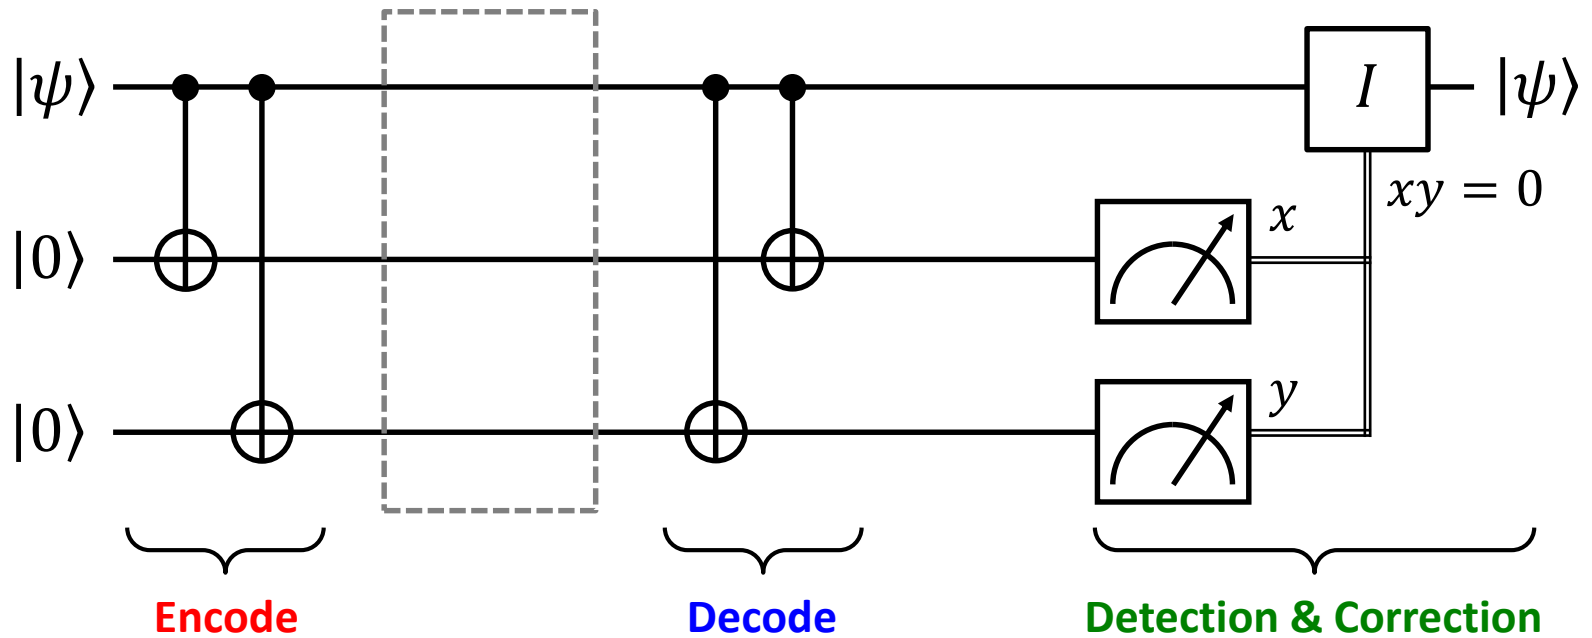 |ψ⟩ I |ψ⟩
xy = 0
x
|0⟩
y
|0⟩
Encode Decode Detection & Correction